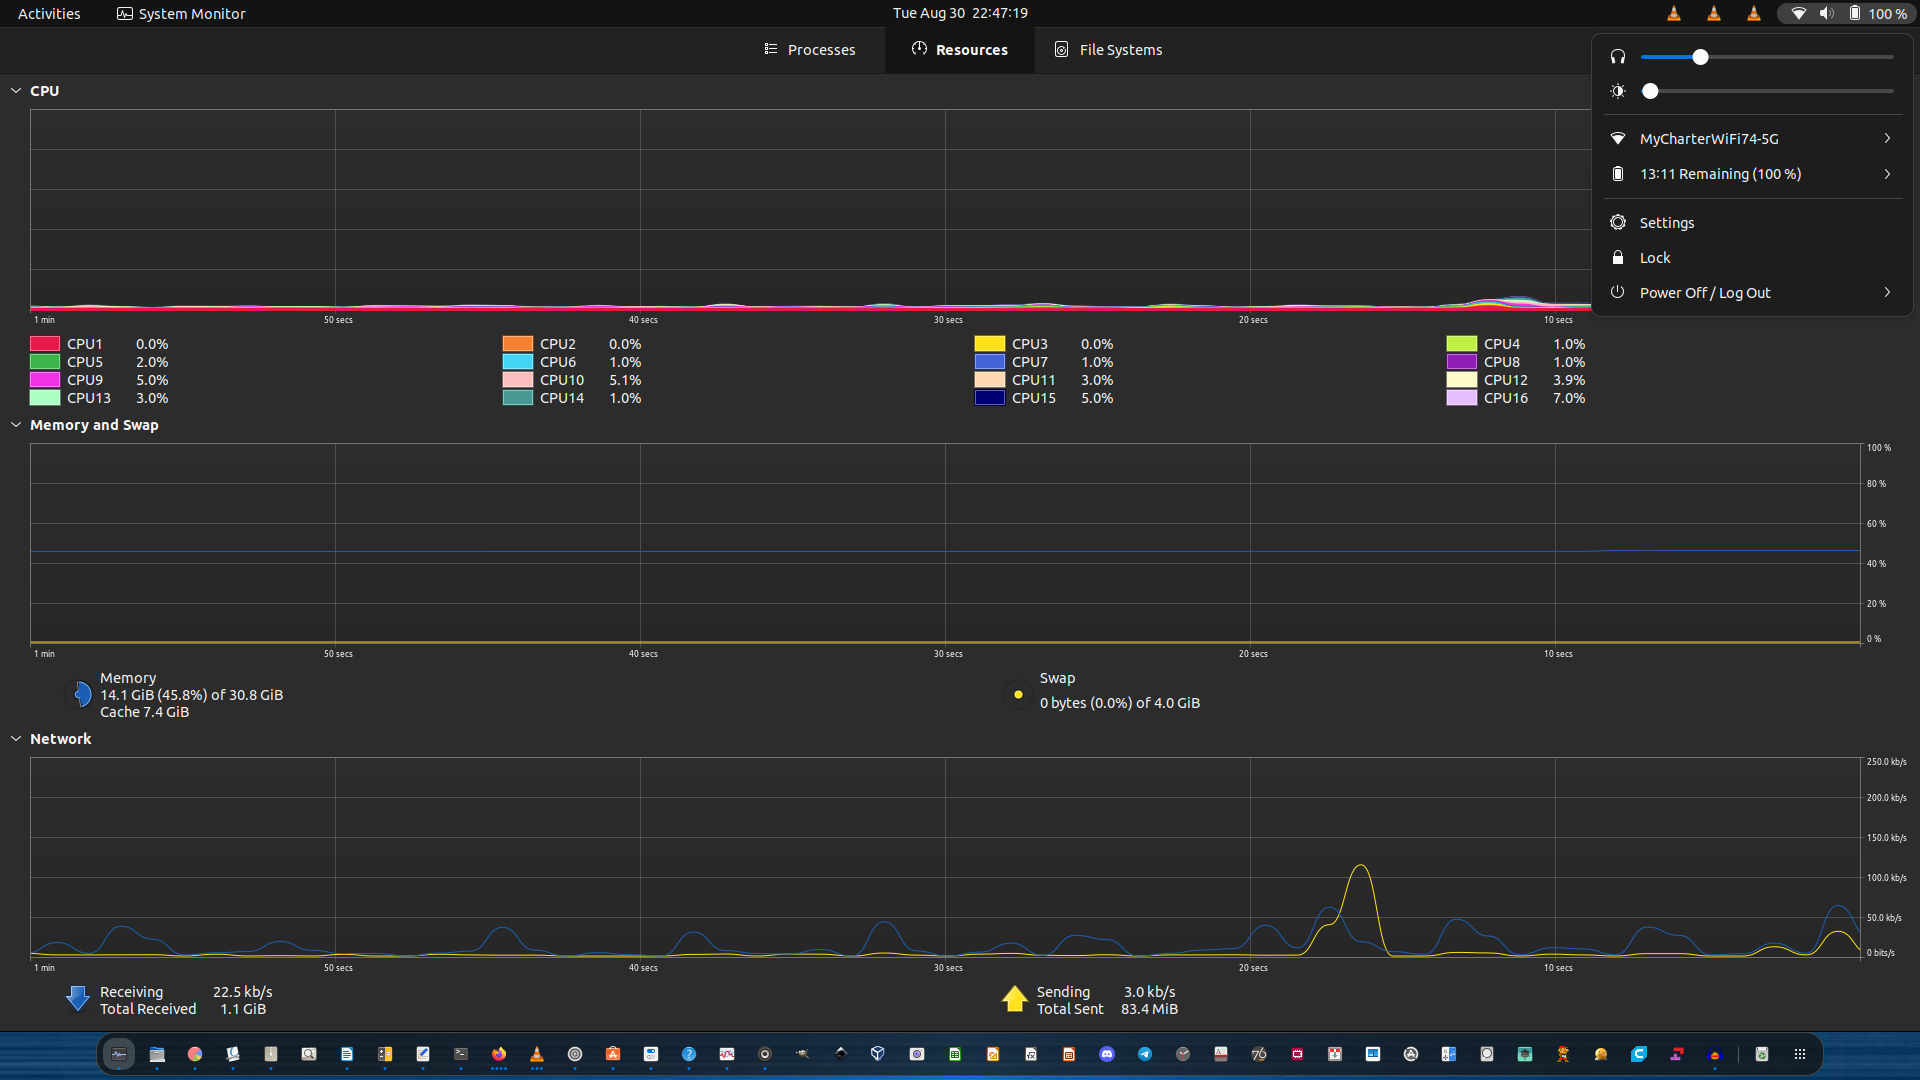 Activities System Monitor Tue Aug 30 22:47:19 100 %
Processes Resources File Systems
CPU
1 min 50 secs 40 secs 30 secs 20 secs 10 secs
CPU1 0.0% CPU2 0.0% CPU3 0.0% CPU4 1.0%
CPU5 2.0% CPU6 1.0% CPU7 1.0% CPU8 1.0%
CPU9 5.0% CPU10 5.1% CPU11 3.0% CPU12 3.9%
CPU13 3.0% CPU14 1.0% CPU15 5.0% CPU16 7.0%
MyCharterWiFi74-5G
13:11 Remaining (100 %)
Settings
Lock
Power Off / Log Out
Memory and Swap
100 %
80 %
60 %
40 %
20 %
0 %
1 min 50 secs 40 secs 30 secs 20 secs 10 secs
Memory
14.1 GiB (45.8%) of 30.8 GiB
Cache 7.4 GiB
Swap
0 bytes (0.0%) of 4.0 GiB
Network
250.0 kb/s
200.0 kb/s
150.0 kb/s
100.0 kb/s
50.0 kb/s
0 bits/s
1 min 50 secs 40 secs 30 secs 20 secs 10 secs
Receiving 22.5 kb/s
Total Received 1.1 GiB
Sending 3.0 kb/s
Total Sent 83.4 MiB